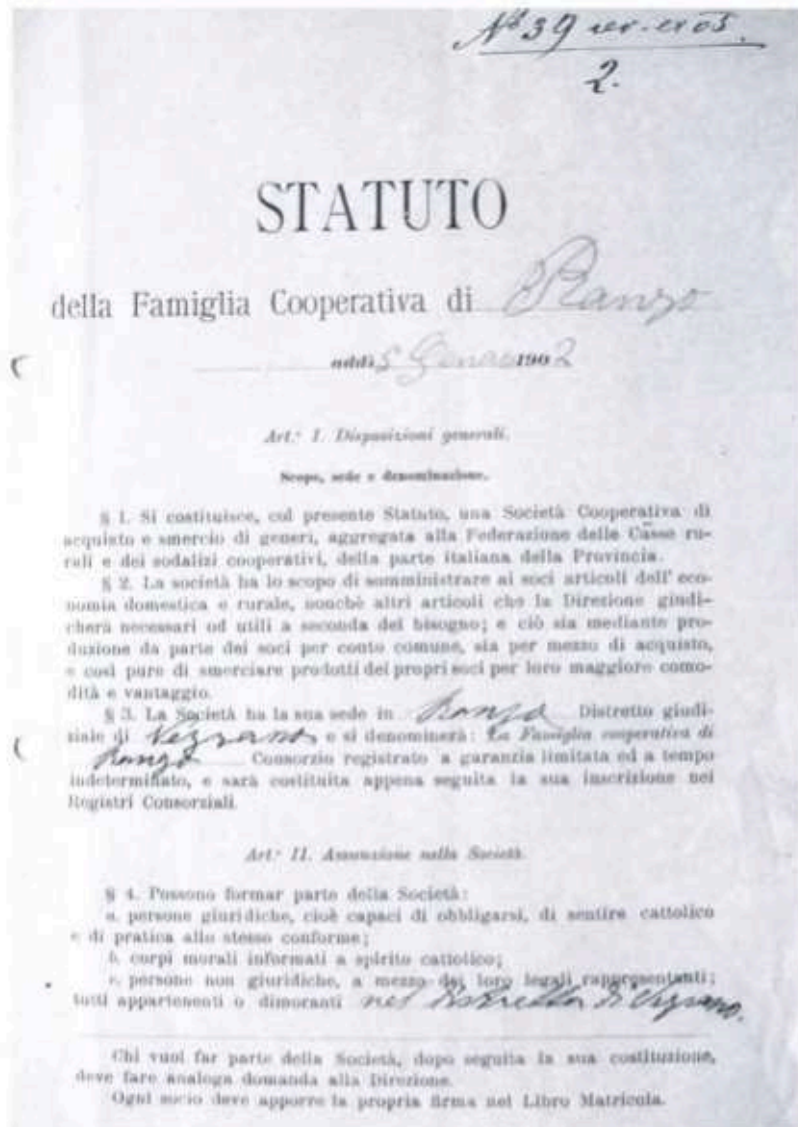 Nº 39
2.
STATUTO
della Famiglia Cooperativa di Ranzo
addì 5 Genaio 1902
Art.º I. Disposizioni generali.
Scopo, sede e denominazione.
§ 1. Si costituisce, col presente Statuto, una Società Cooperativa di
acquisto e smercio di generi, aggregata alla Federazione delle Casse ru-
rali e dei sodalizi cooperativi, della parte italiana della Provincia.
§ 2. La società ha lo scopo di somministrare ai soci articoli dell' eco-
nomia domestica e rurale, nonchè altri articoli che la Direzione giudi-
cherà necessari od utili a seconda del bisogno; e ciò sia mediante pro-
duzione da parte dei soci per conto comune, sia per mezzo di acquisto,
e così pure di smerciare prodotti dei propri soci per loro maggiore como-
dità e vantaggio.
§ 3. La Società ha la sua sede in Ranzo Distretto giudi-
ziale di Vezzano e si denominerà: La Famiglia cooperativa di
Ranzo Consorzio registrato a garanzia limitata ed a tempo
indeterminato, e sarà costituita appena seguita la sua inscrizione nei
Registri Consorziali.
Art.º II. Assunzione nella Società.
§ 4. Possono formar parte della Società:
a. persone giuridiche, cioè capaci di obbligarsi, di sentire cattolico
e di pratica allo stesso conforme;
b. corpi morali informati a spirito cattolico;
c. persone non giuridiche, a mezzo dei loro legali rappresentanti;
tutti appartenenti o dimoranti nel distretto di Vezzano.
Chi vuol far parte della Società, dopo seguita la sua costituzione,
deve fare analoga domanda alla Direzione.
Ogni socio deve apporre la propria firma nel Libro Matricola.